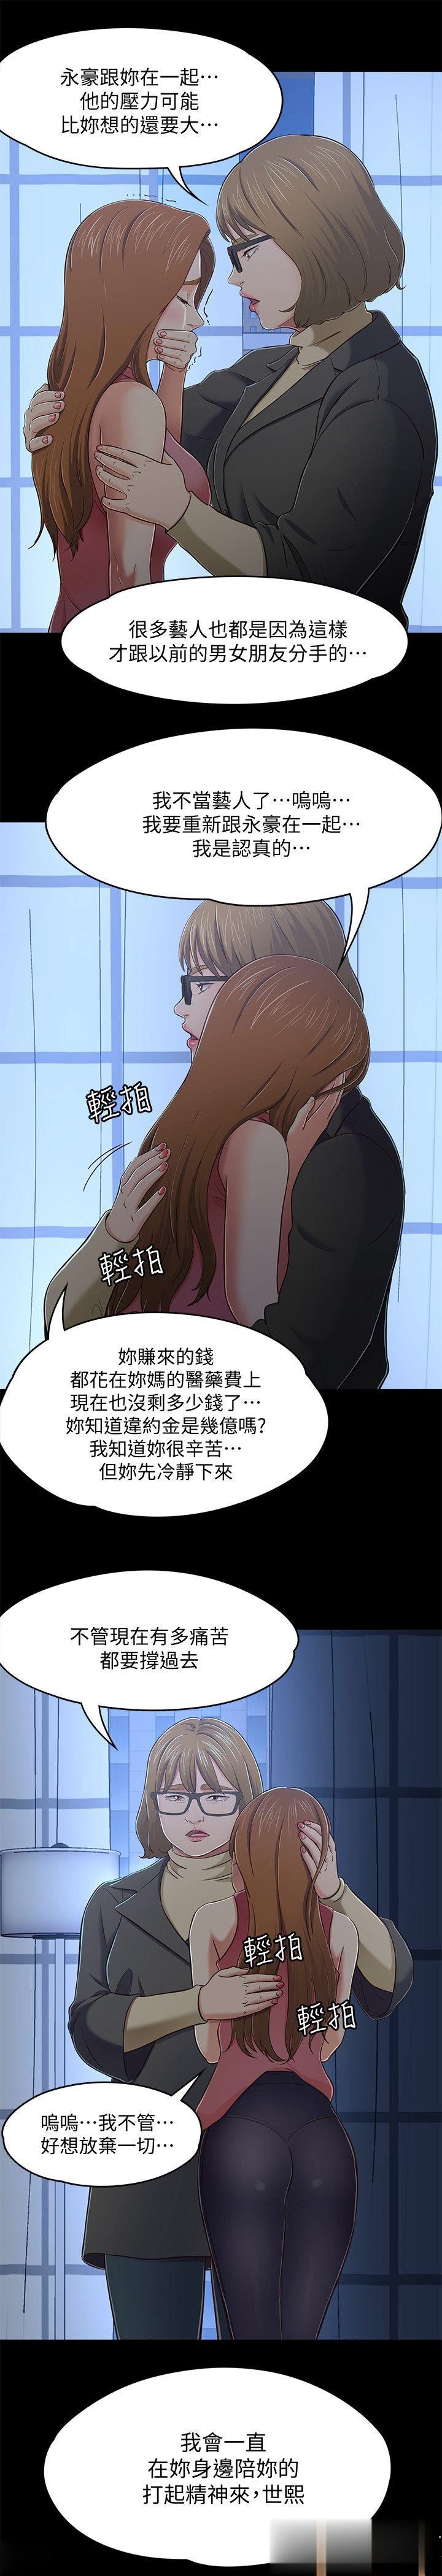 永豪跟妳在一起…
他的壓力可能
比妳想的還要大…
很多藝人也都是因為這樣
才跟以前的男女朋友分手的…
我不當藝人了…嗚嗚…
我要重新跟永豪在一起…
我是認真的…
輕拍
輕拍
妳賺來的錢
都花在妳媽的醫藥費上
現在也沒剩多少錢了…
妳知道違約金是幾億嗎?
我知道妳很辛苦…
但妳先冷靜下來
不管現在有多痛苦
都要撐過去
輕拍
輕拍
嗚嗚…我不管…
好想放棄一切…
我會一直
在妳身邊陪妳的
打起精神來，世熙